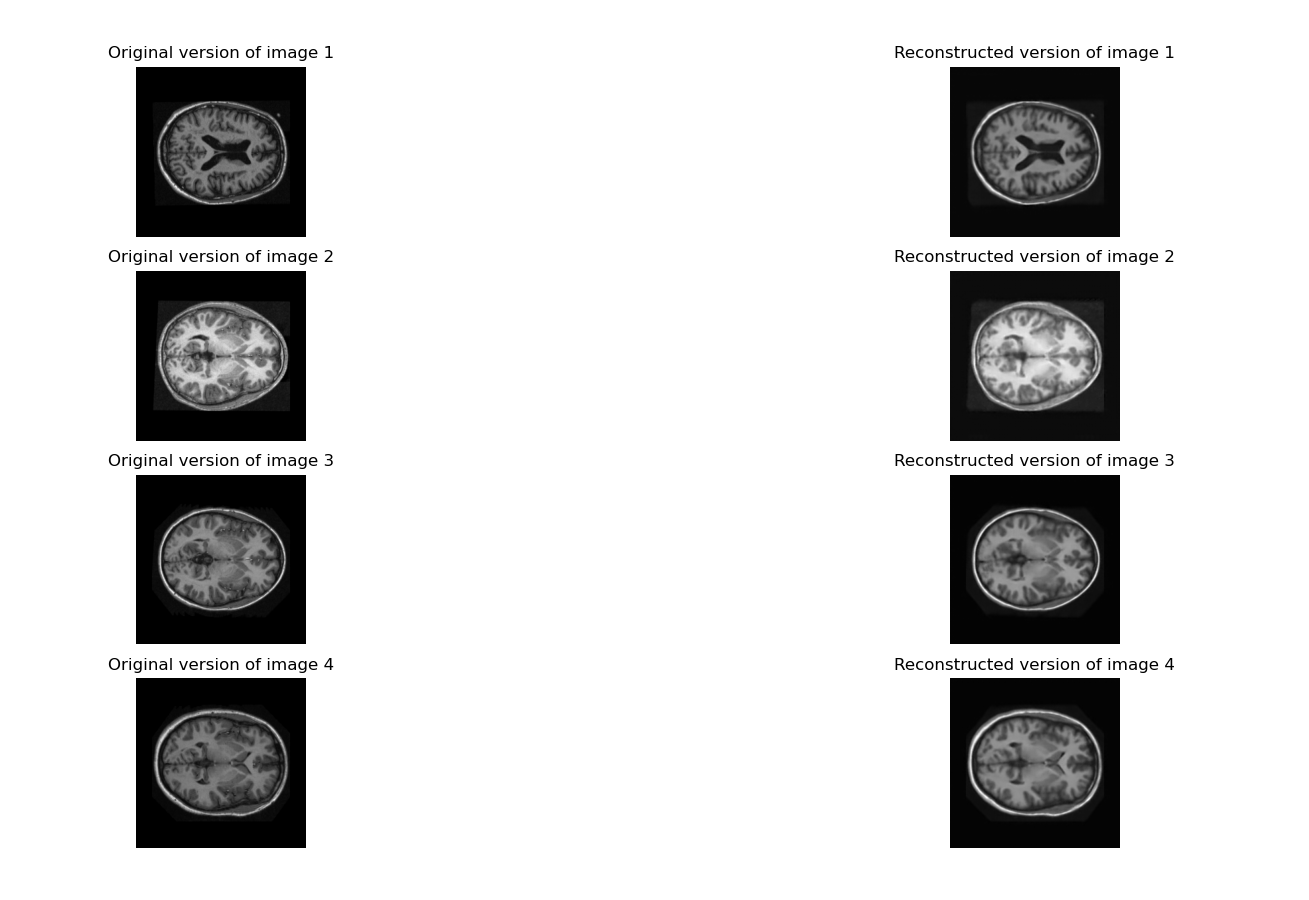 Original version of image 1
Reconstructed version of image 1
Original version of image 2
Reconstructed version of image 2
Original version of image 3
Reconstructed version of image 3
Original version of image 4
Reconstructed version of image 4